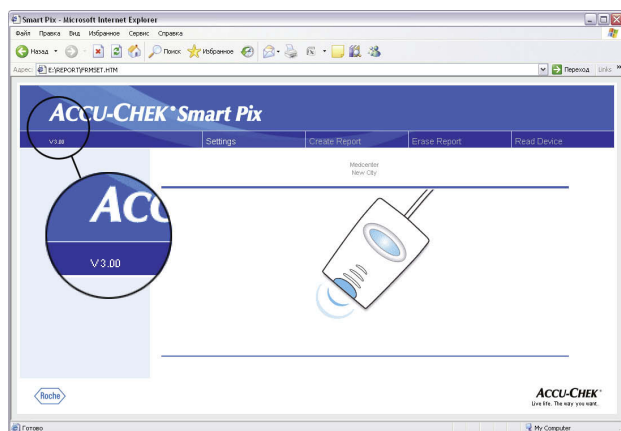 Smart Pix - Microsoft Internet Explorer
Файл Правка Вид Избранное Сервис Справка
Назад Поиск Избранное
Адрес: E:\REPORT\PRMSET.HTM Переход Links »
ACCU-CHEK® Smart Pix
V3.00 Settings Create Report Erase Report Read Device
Medcenter
New City
ACC
V3.00
Roche
ACCU-CHEK®
Live life. The way you want.
Готово My Computer